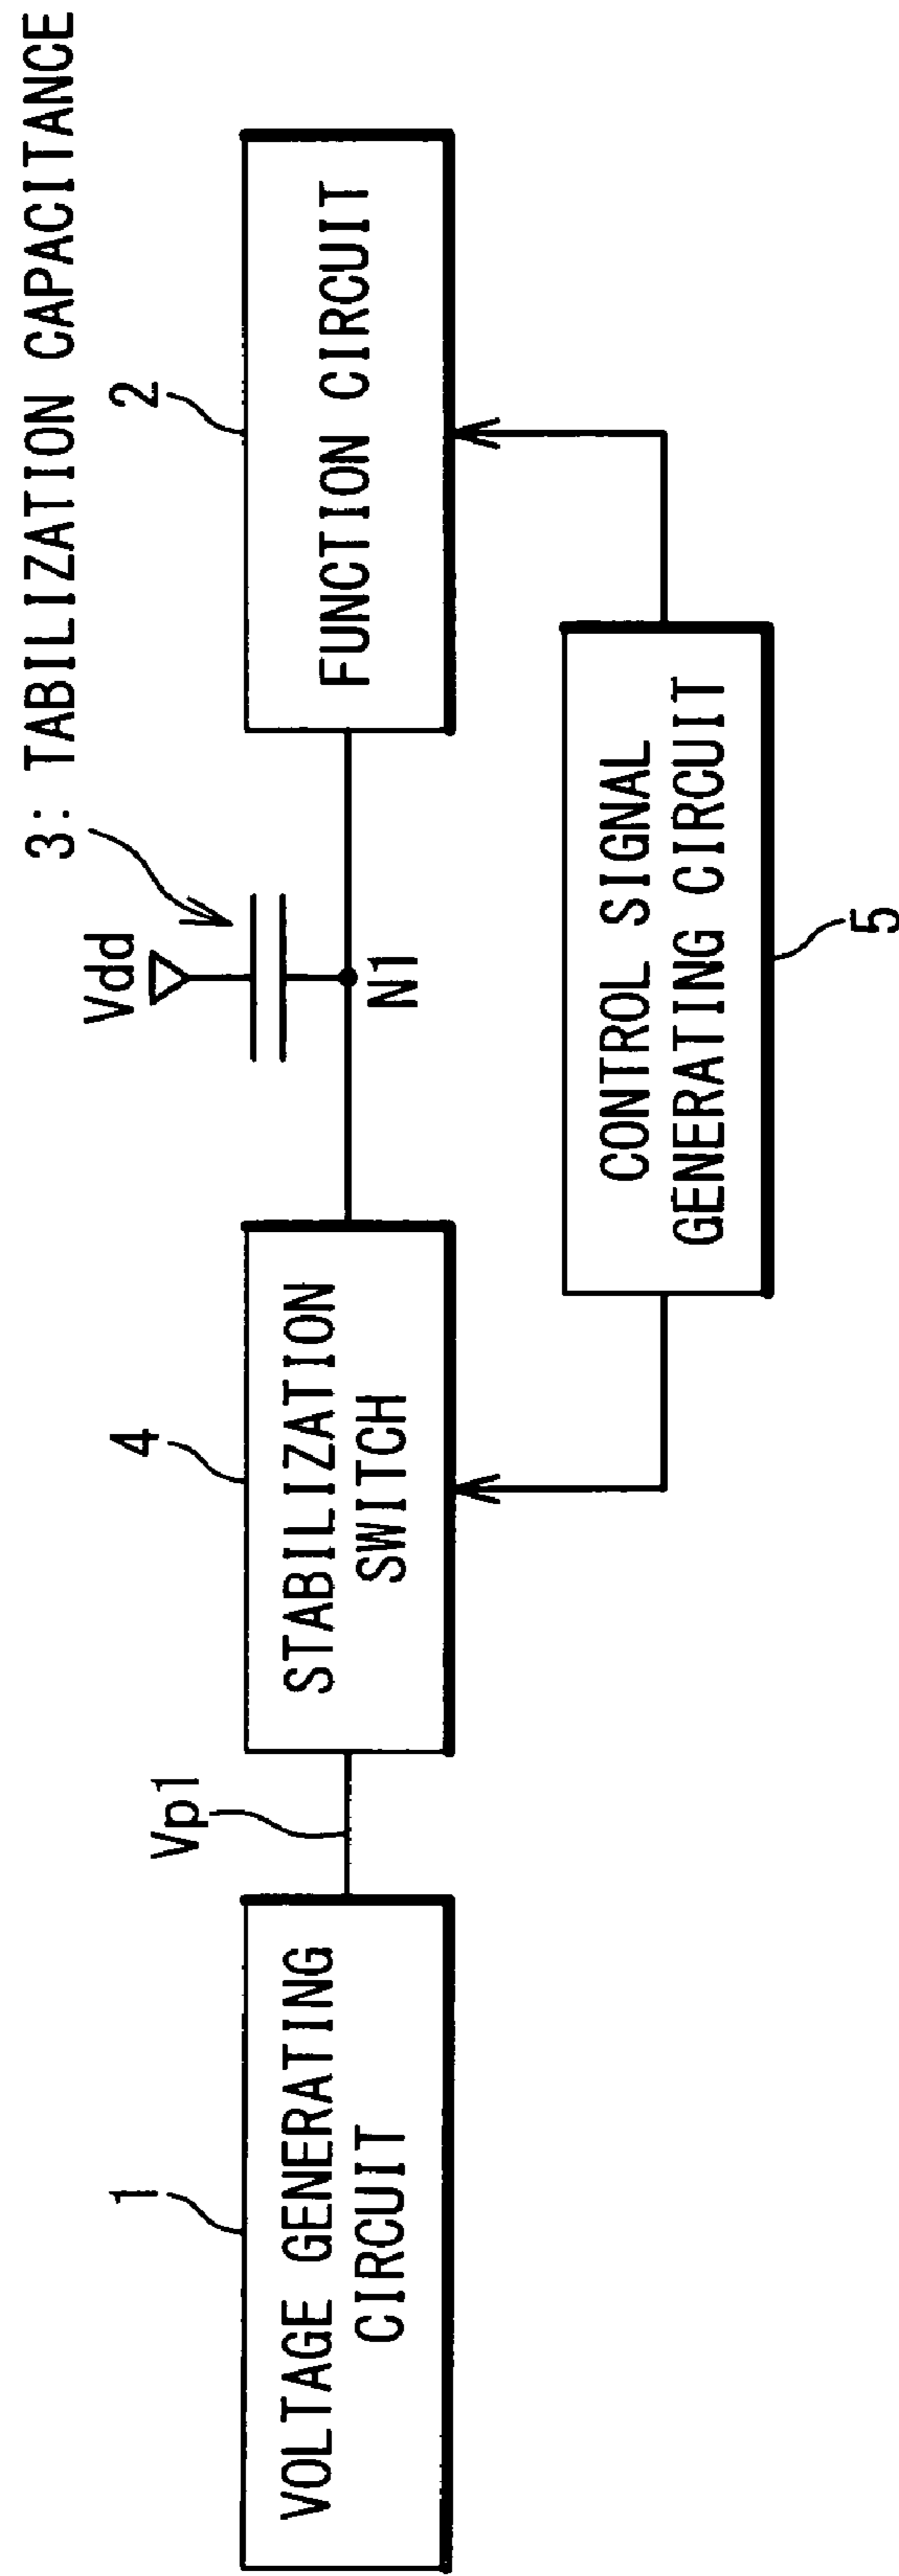 3: TABILIZATION CAPACITANCE
Vdd
1
4
2
Vp1
VOLTAGE GENERATING
CIRCUIT
STABILIZATION
SWITCH
N1
FUNCTION CIRCUIT
CONTROL SIGNAL
GENERATING CIRCUIT
5